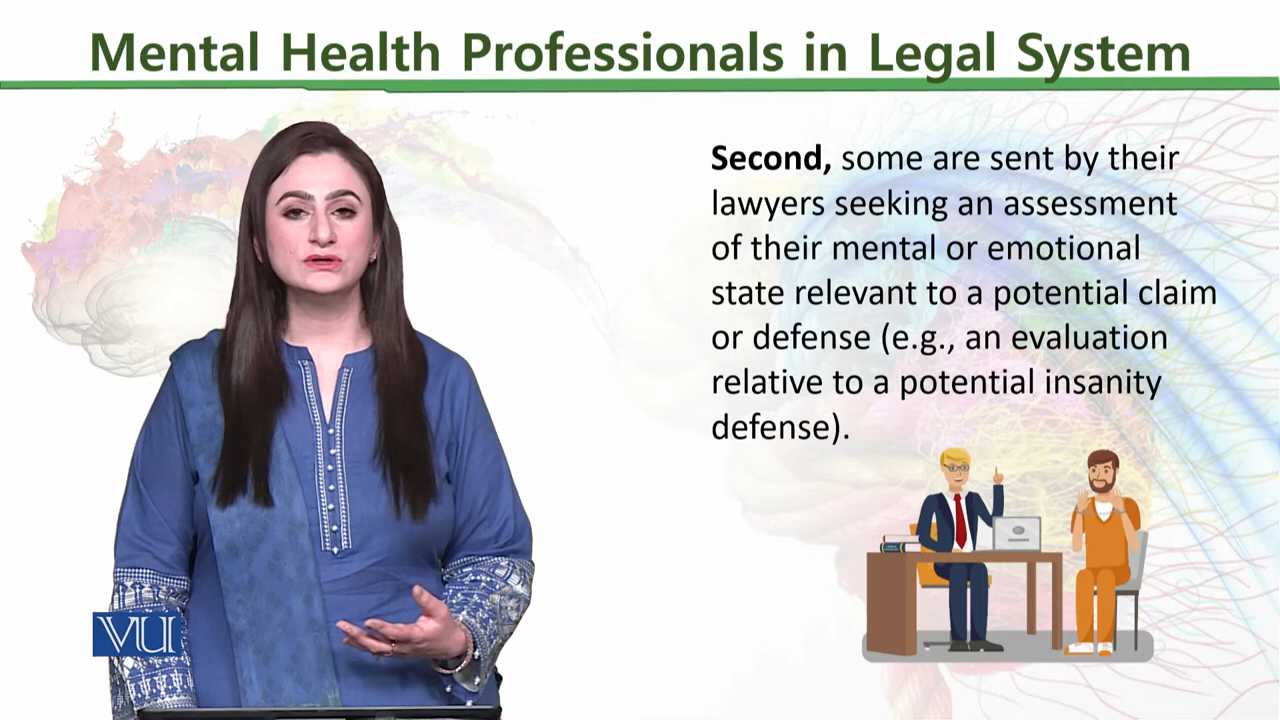 Mental Health Professionals in Legal System
Second, some are sent by their
lawyers seeking an assessment
of their mental or emotional
state relevant to a potential claim
or defense (e.g., an evaluation
relative to a potential insanity
defense).
VU